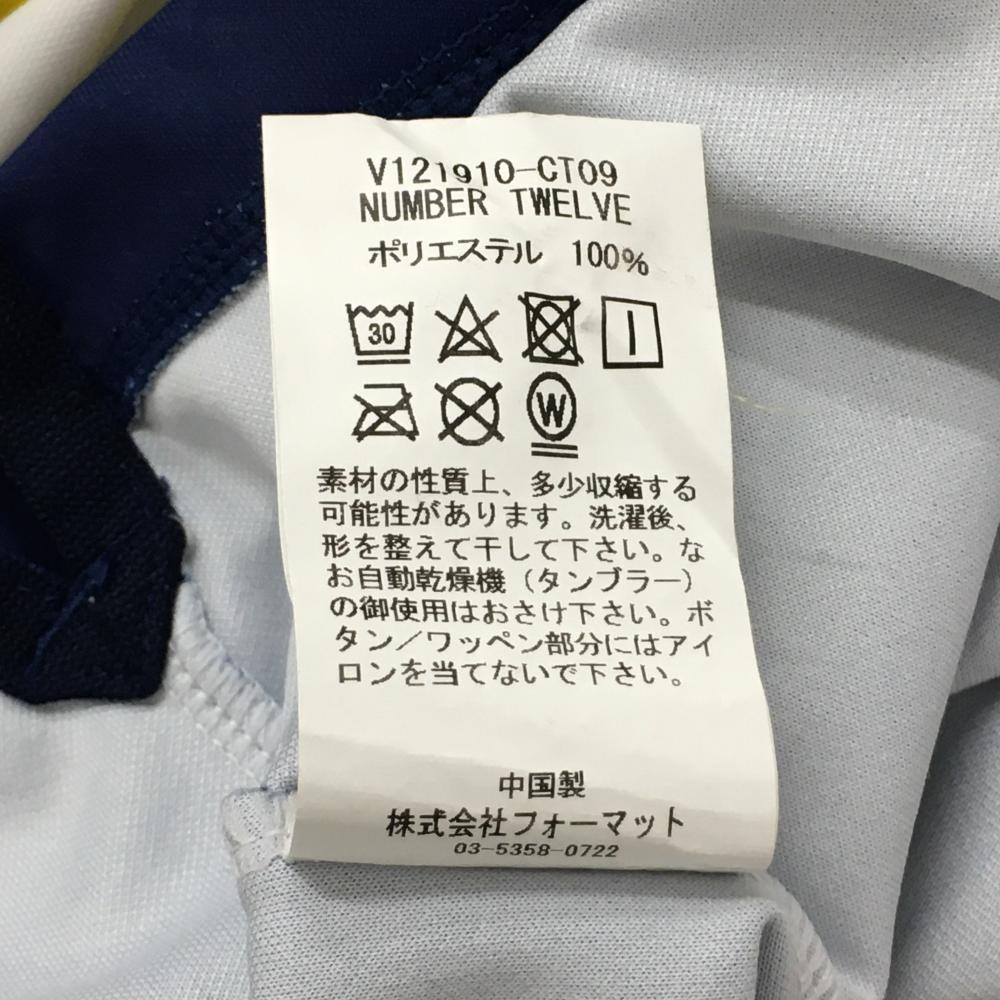 V121910-CT09
NUMBER TWELVE
ポリエステル 100%
30
W
素材の性質上、多少収縮する
可能性があります。洗濯後、
形を整えて干して下さい。な
お自動乾燥機（タンブラー）
の御使用はおさけ下さい。ボ
タン／ワッペン部分にはアイ
ロンを当てないで下さい。
中国製
株式会社フォーマット
03-5358-0722